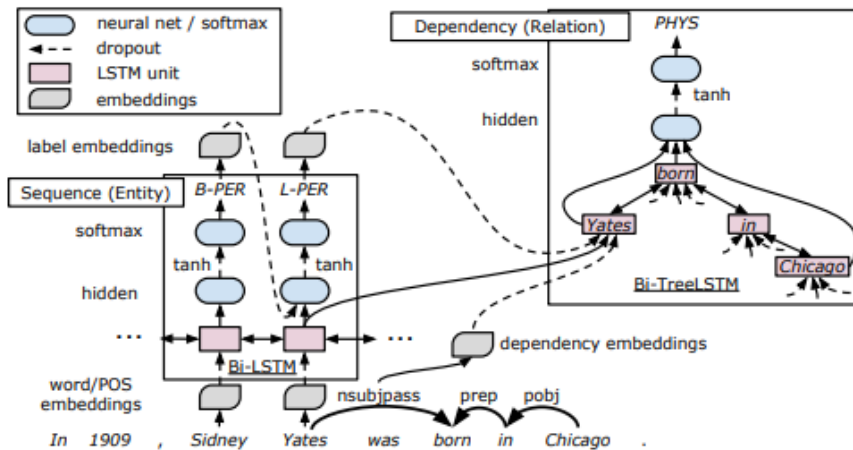 neural net / softmax
dropout
LSTM unit
embeddings
Dependency (Relation)
PHYS
softmax
tanh
hidden
label embeddings
Sequence (Entity)
B-PER L-PER
softmax
tanh tanh
hidden
born
Yates in
Chicago
Bi-TreeLSTM
... ...
Bi-LSTM
dependency embeddings
word/POS
embeddings
nsubjpass prep pobj
In 1909 , Sidney Yates was born in Chicago .